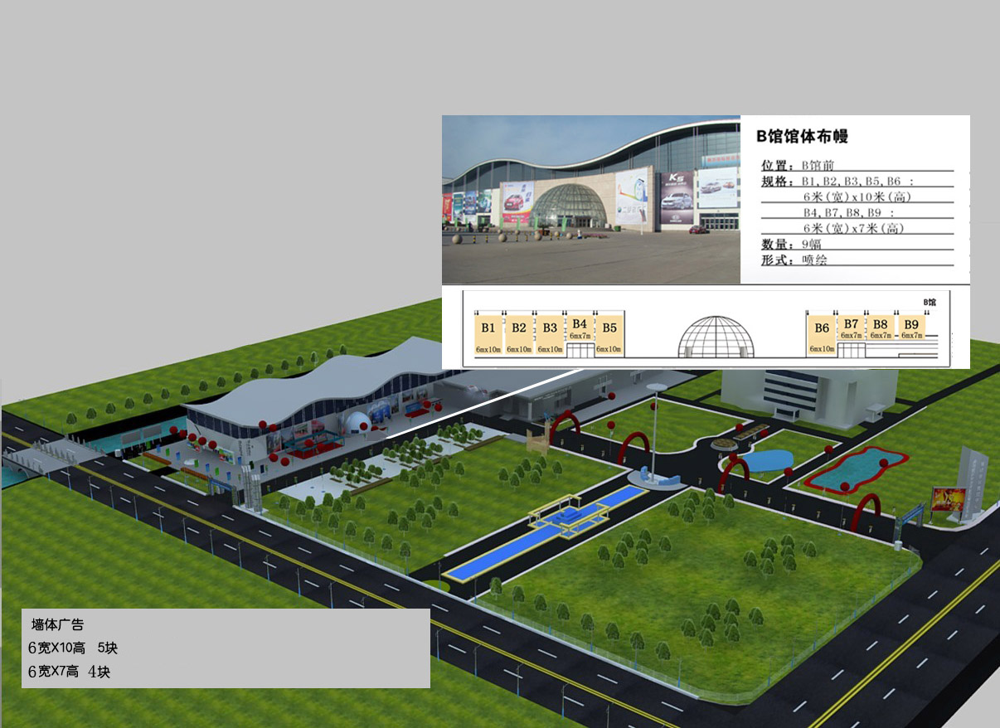 K5
B馆馆体布幔
位置：B馆前
规格：B1,B2,B3,B5,B6 :
6米(宽)x10米(高)
B4,B7,B8,B9 :
6米(宽)x7米(高)
数量：9幅
形式：喷绘
B馆
B1 B2 B3 B4 B5 B6 B7 B8 B9
6mx10m 6mx10m 6mx10m 6mx7m 6mx10m 6mx10m 6mx7m 6mx7m 6mx7m
墙体广告
6宽X10高 5块
6宽X7高 4块